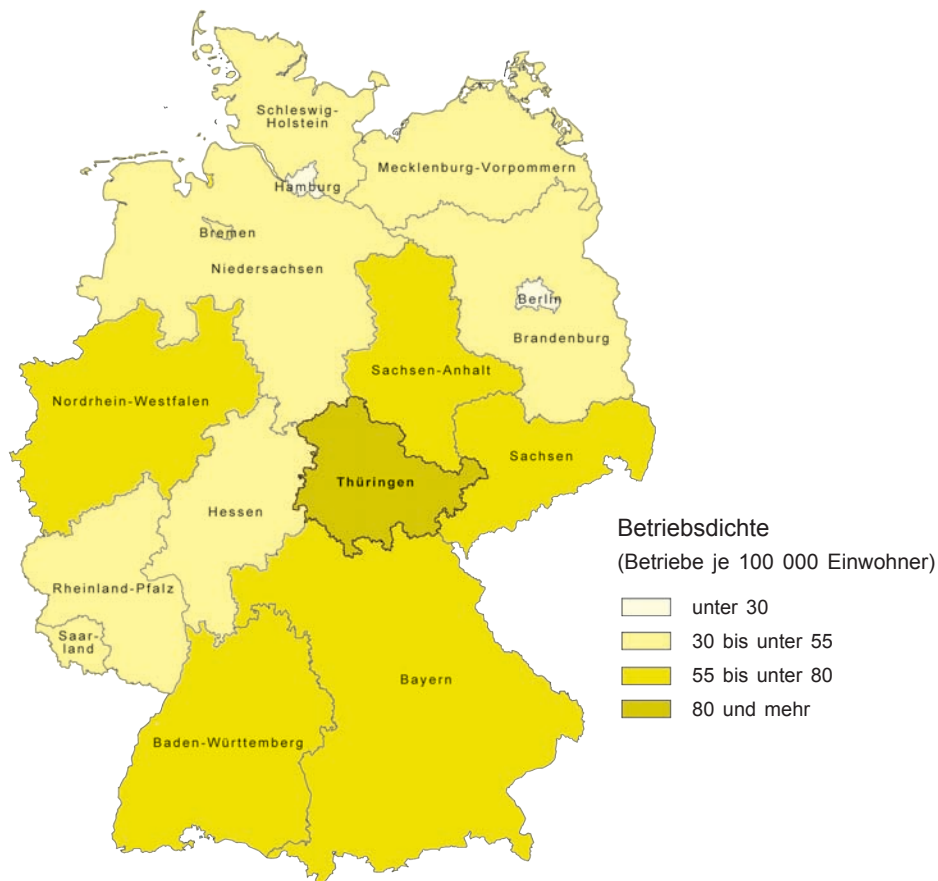 Schleswig-
Holstein
Mecklenburg-Vorpommern
Hamburg
Bremen
Niedersachsen
Berlin
Brandenburg
Sachsen-Anhalt
Nordrhein-Westfalen
Sachsen
Thüringen
Hessen
Rheinland-Pfalz
Saar-
land
Bayern
Baden-Württemberg
Betriebsdichte
(Betriebe je 100 000 Einwohner)
unter 30
30 bis unter 55
55 bis unter 80
80 und mehr